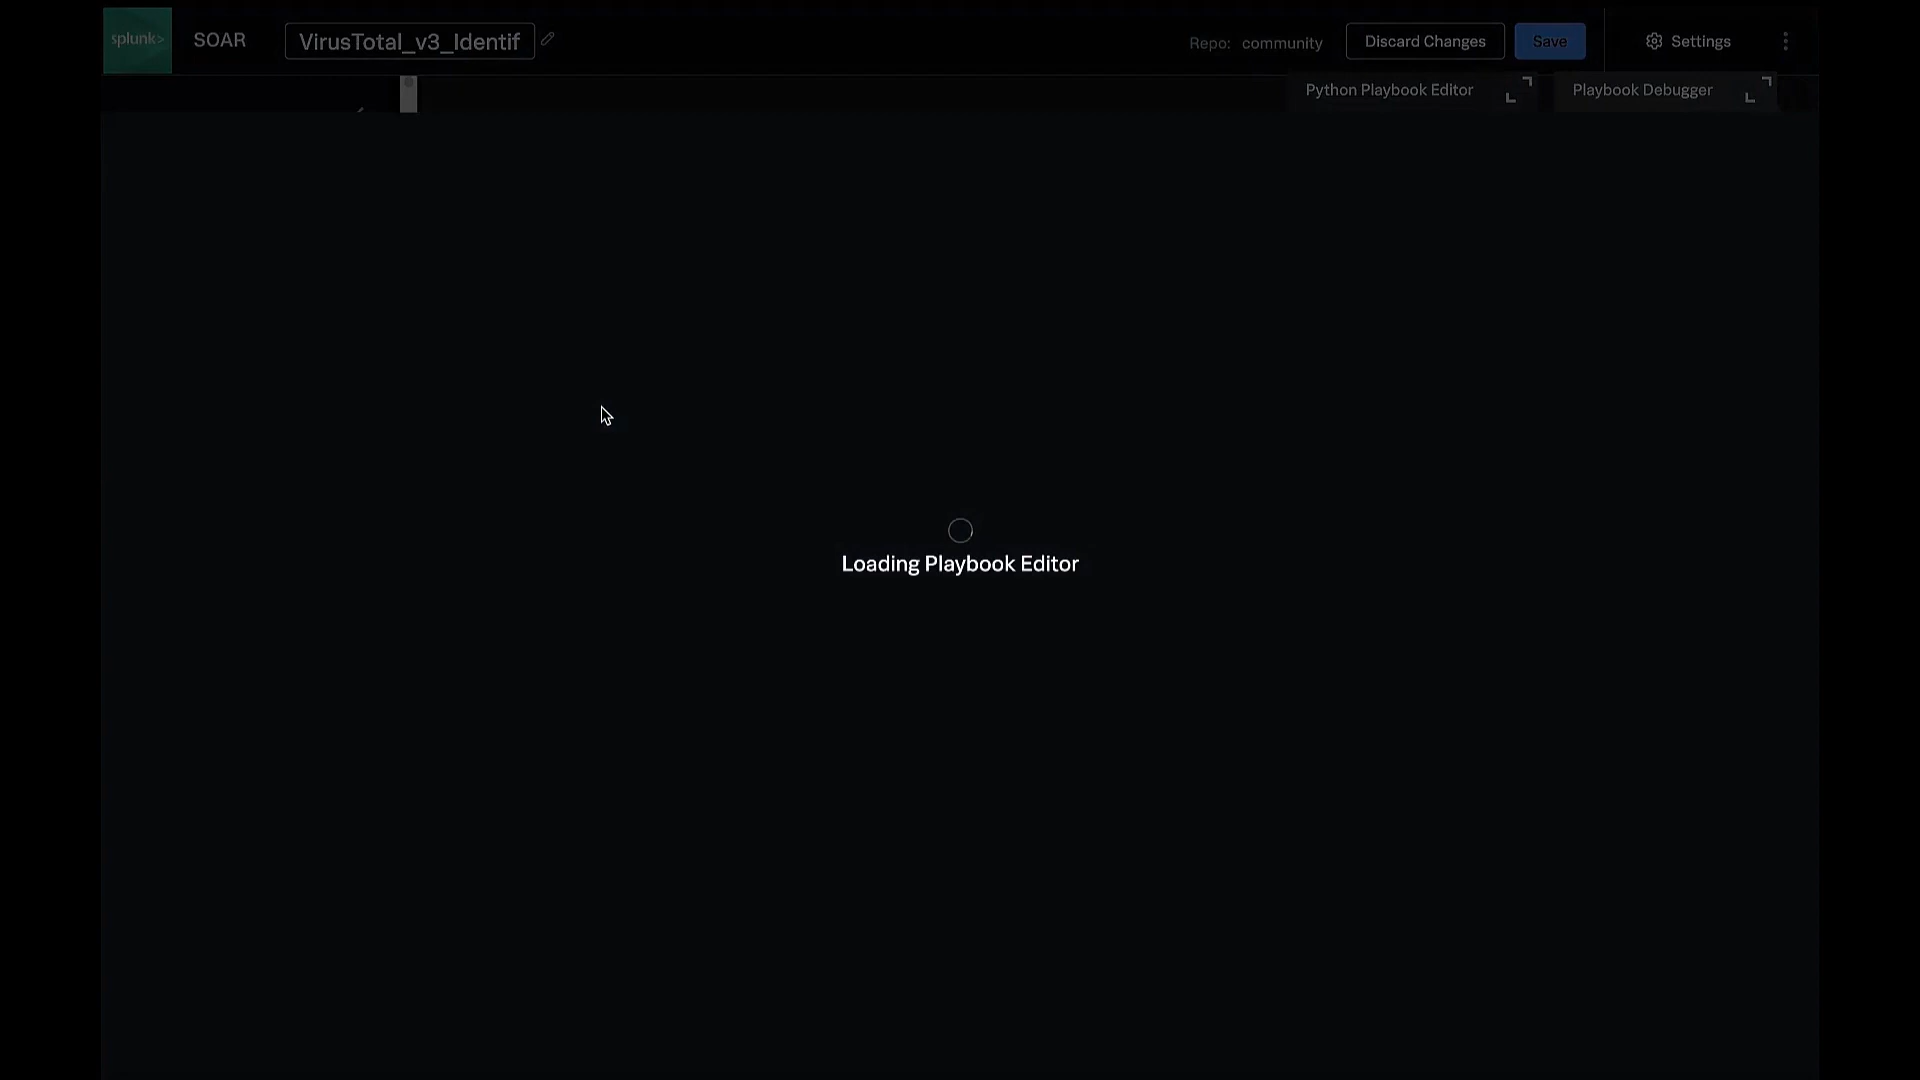 splunk> SOAR VirusTotal_v3_Identif Repo: community Discard Changes Save Settings
Python Playbook Editor Playbook Debugger
Loading Playbook Editor